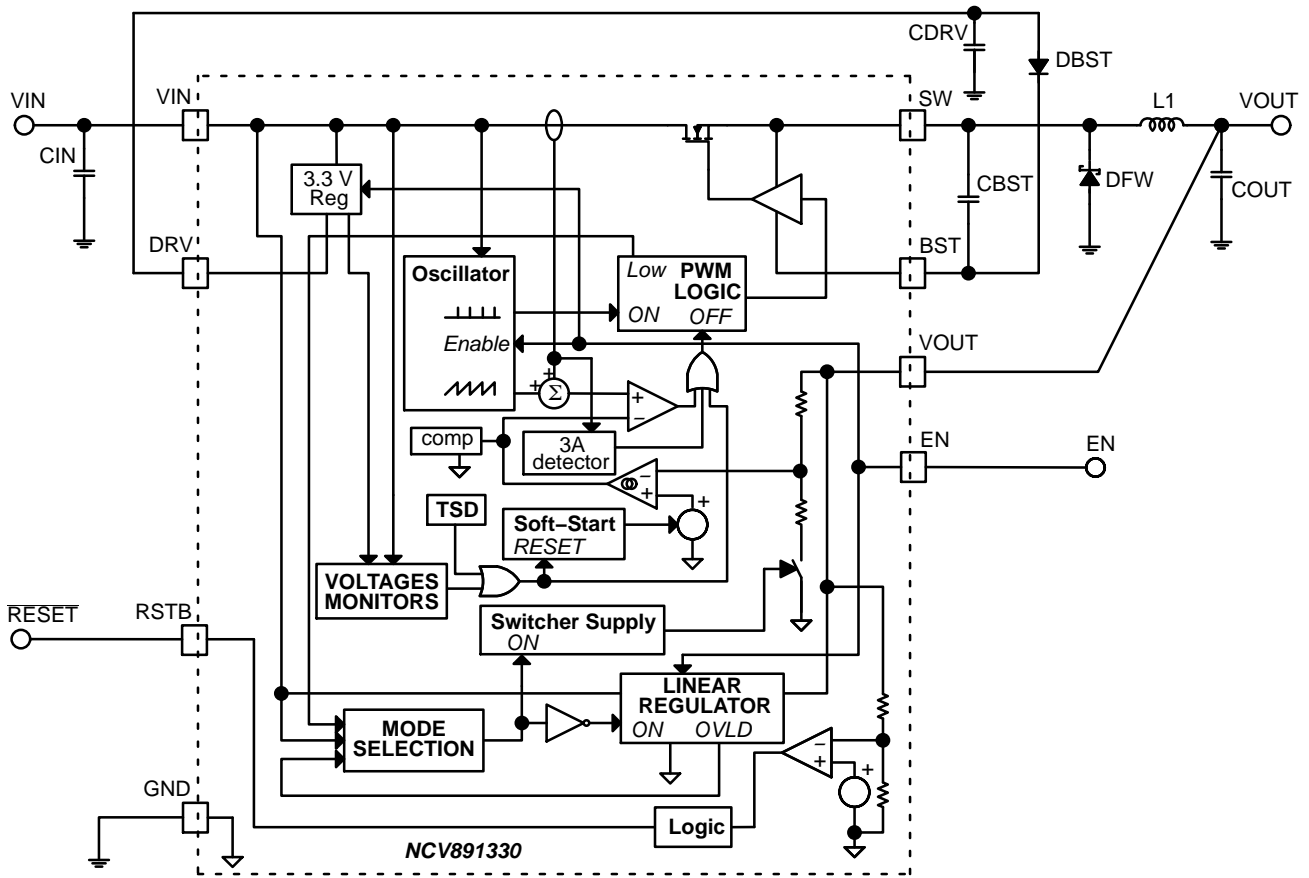 CDRV
DBST
VIN
VIN
SW
L1
VOUT
CIN
3.3 V
Reg
CBST
DFW
COUT
DRV
BST
Oscillator
Low
PWM
LOGIC
ON
OFF
Enable
VOUT
+
+
Σ
+
−
comp
3A
detector
EN
EN
−
+
+
TSD
Soft−Start
RESET
VOLTAGES
MONITORS
RESET
RSTB
Switcher Supply
ON
LINEAR
REGULATOR
ON
OVLD
MODE
SELECTION
−
+
+
GND
Logic
NCV891330